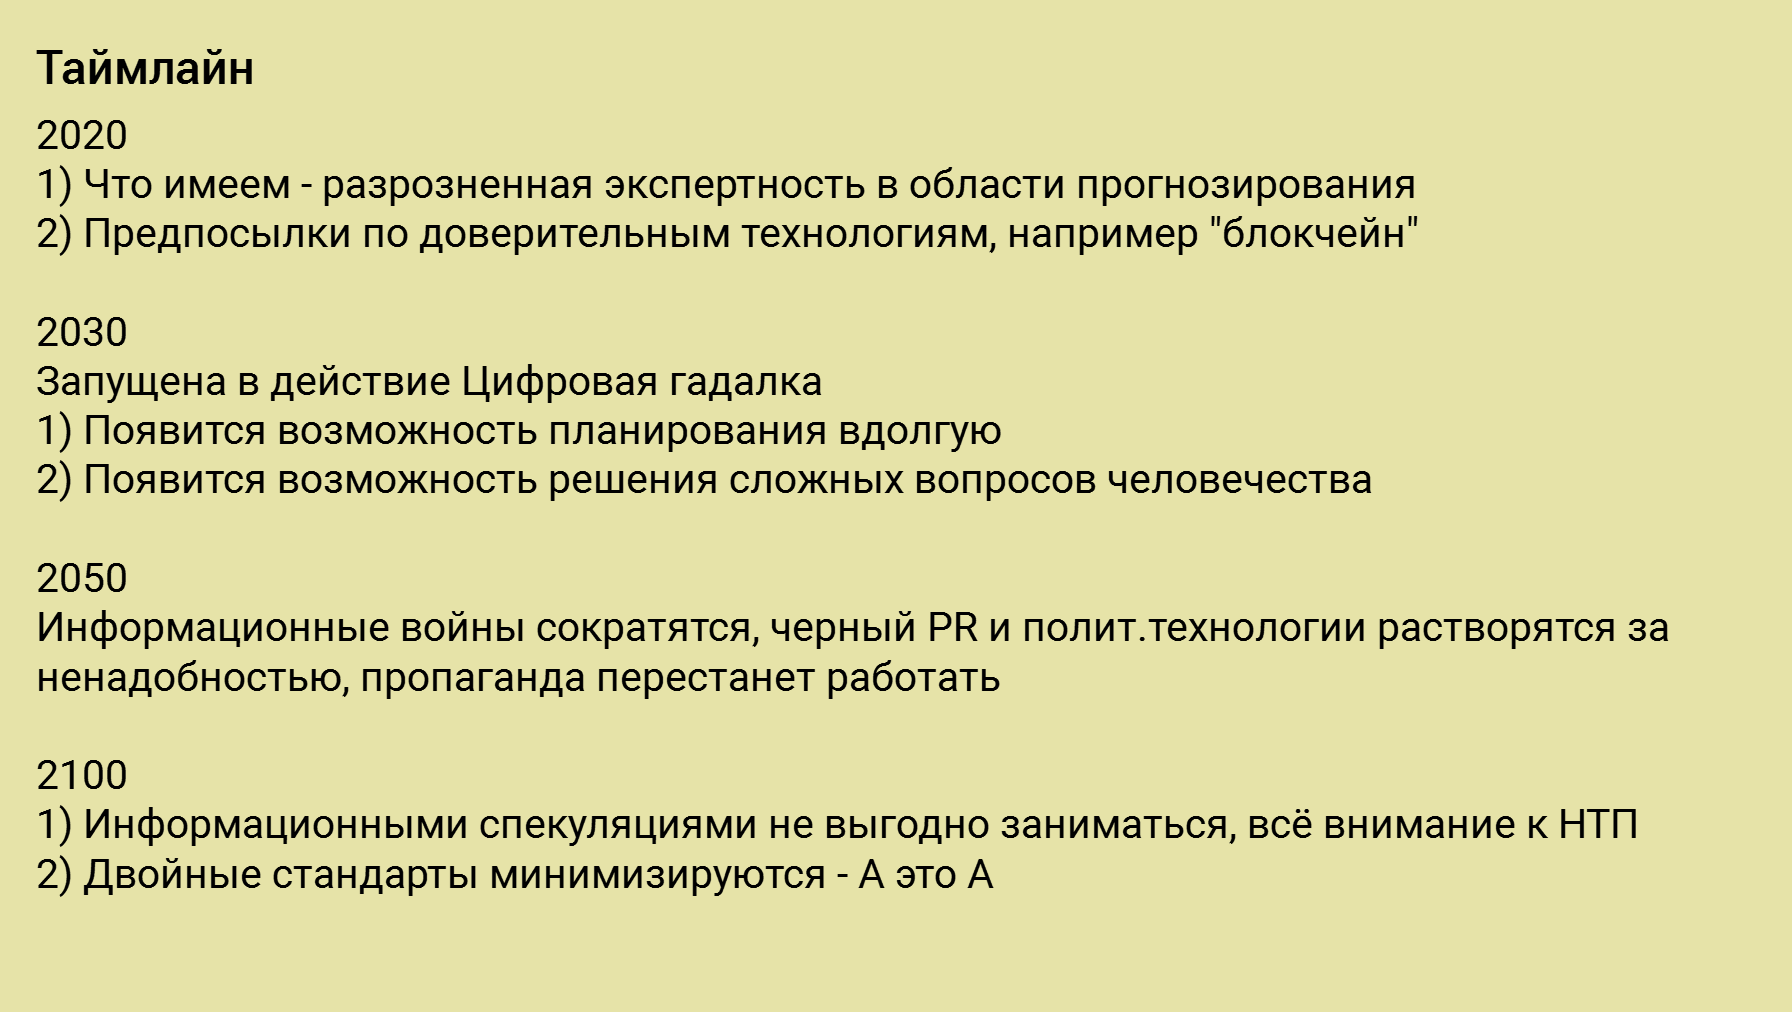 Таймлайн
2020
1) Что имеем - разрозненная экспертность в области прогнозирования
2) Предпосылки по доверительным технологиям, например "блокчейн"
2030
Запущена в действие Цифровая гадалка
1) Появится возможность планирования вдолгую
2) Появится возможность решения сложных вопросов человечества
2050
Информационные войны сократятся, черный PR и полит.технологии растворятся за
ненадобностью, пропаганда перестанет работать
2100
1) Информационными спекуляциями не выгодно заниматься, всё внимание к НТП
2) Двойные стандарты минимизируются - А это А